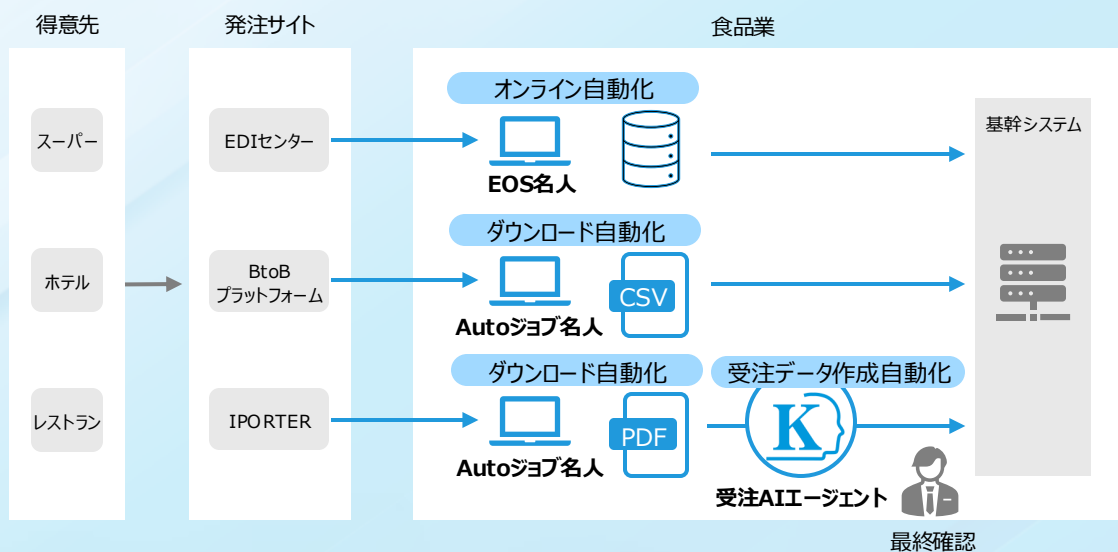 得意先
発注サイト
食品業
スーパー
ホテル
レストラン
EDIセンター
BtoB
プラットフォーム
IPORTER
オンライン自動化
EOS名人
ダウンロード自動化
CSV
Autoジョブ名人
ダウンロード自動化
PDF
Autoジョブ名人
受注データ作成自動化
K
受注AIエージェント
最終確認
基幹システム